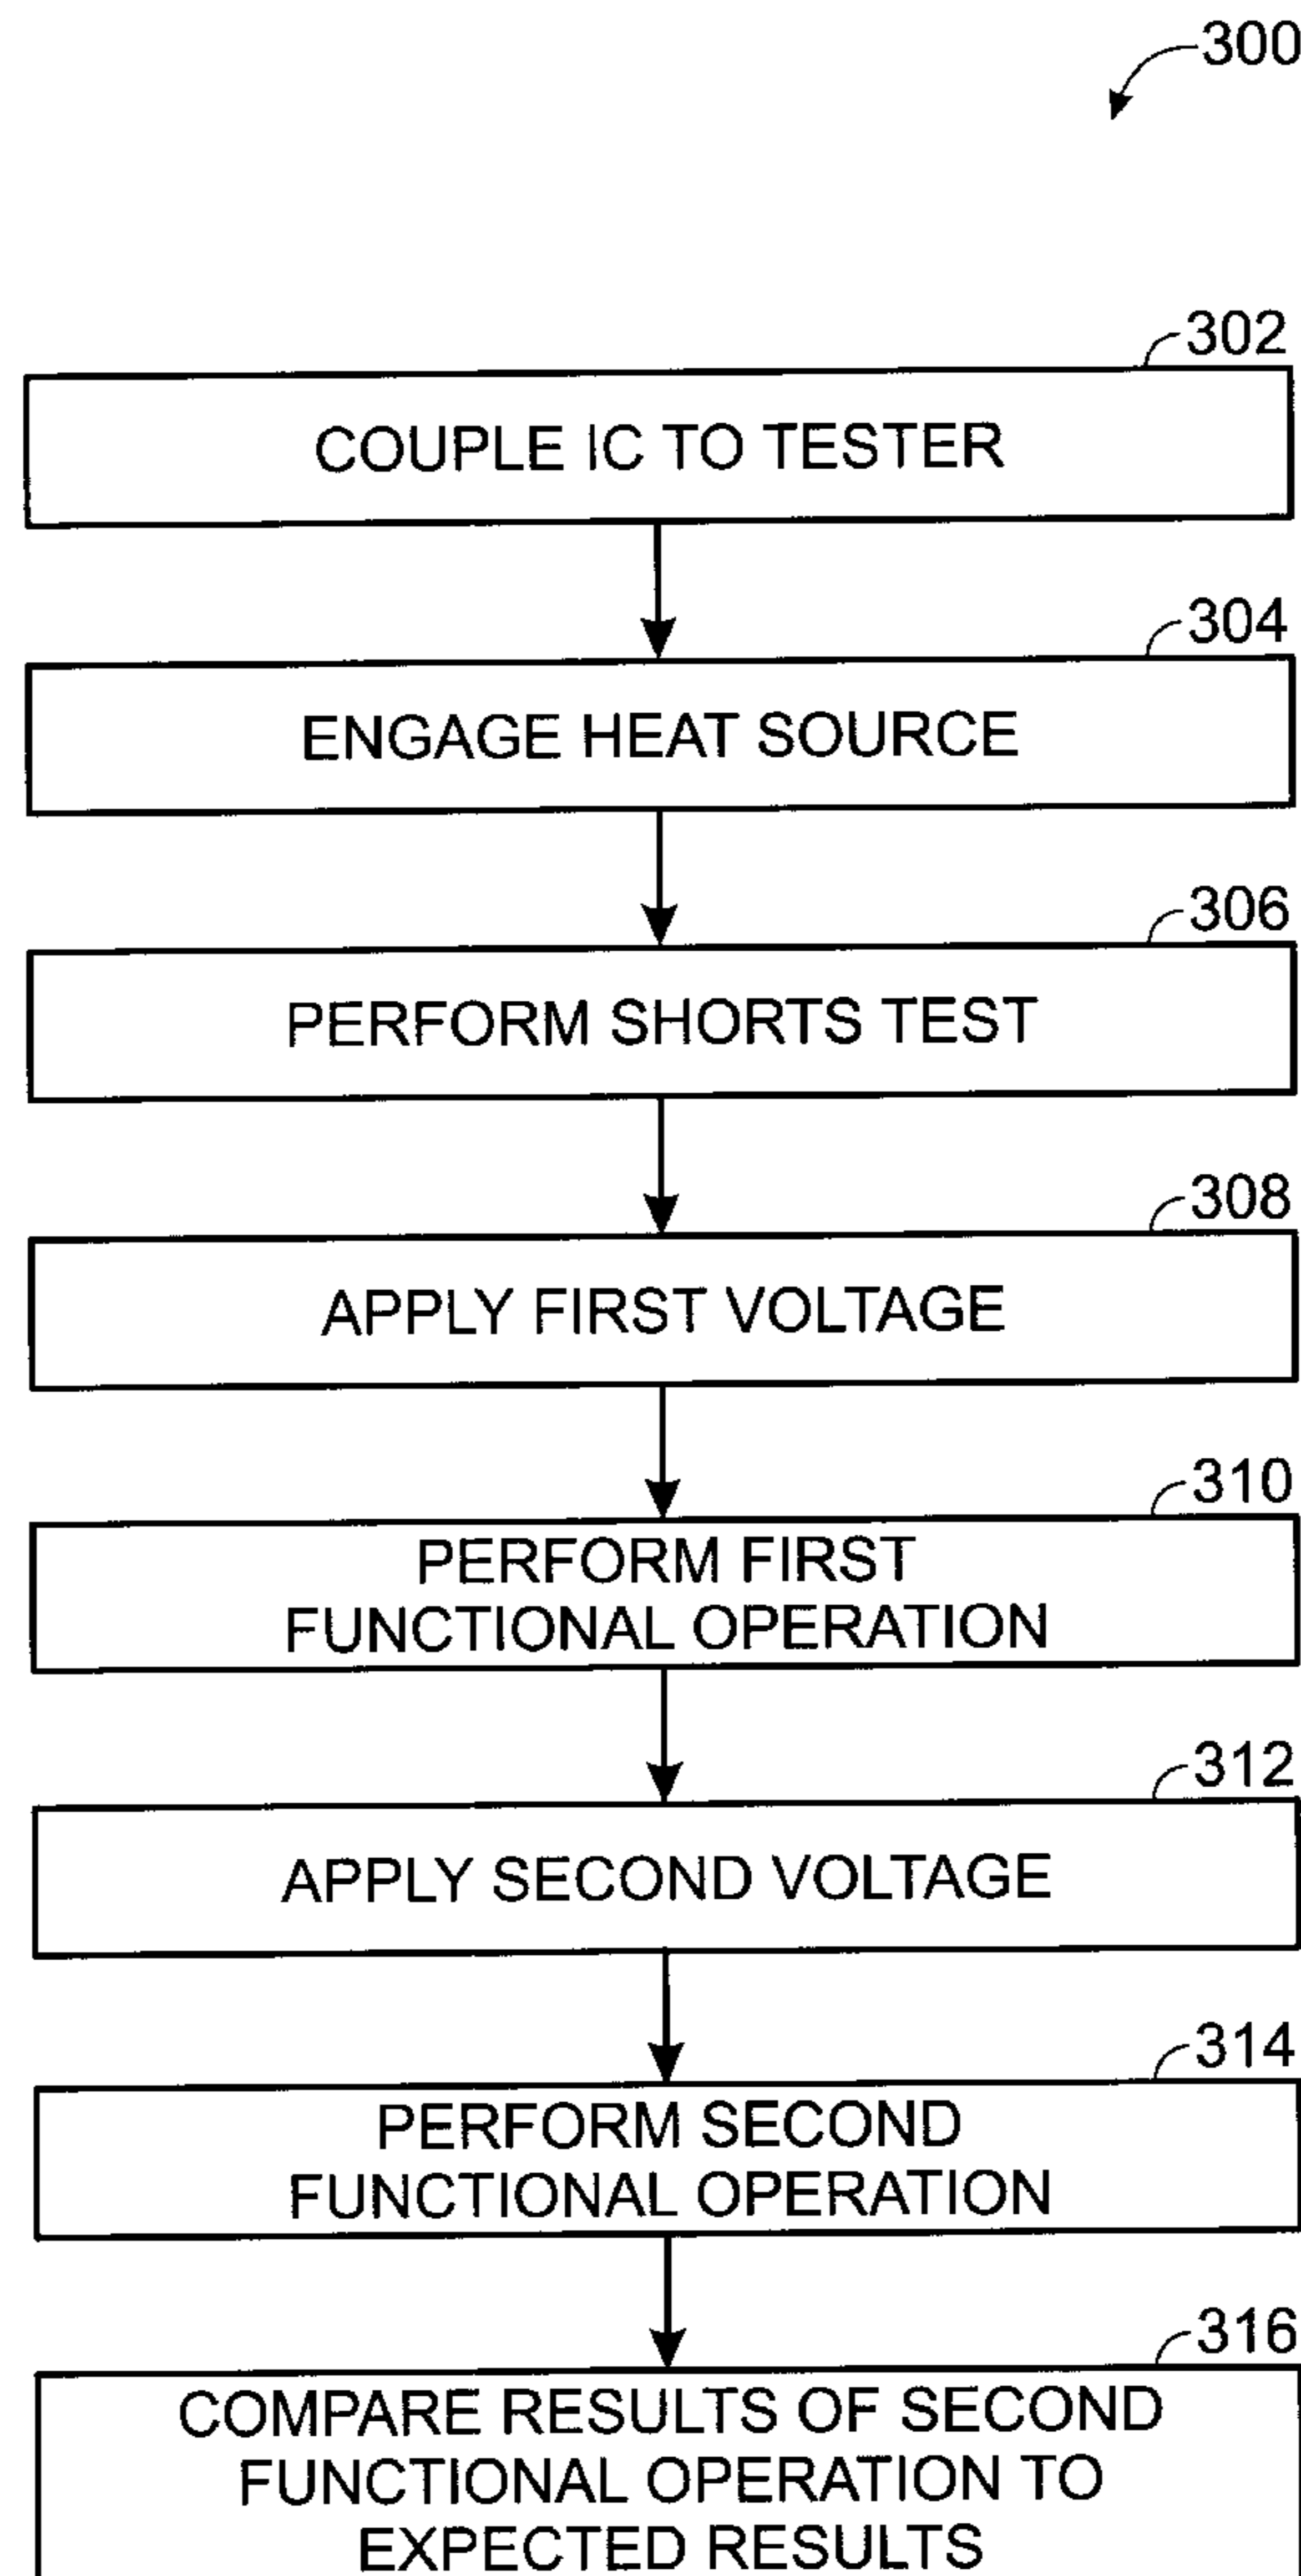 300
302
COUPLE IC TO TESTER
304
ENGAGE HEAT SOURCE
306
PERFORM SHORTS TEST
308
APPLY FIRST VOLTAGE
310
PERFORM FIRST
FUNCTIONAL OPERATION
312
APPLY SECOND VOLTAGE
314
PERFORM SECOND
FUNCTIONAL OPERATION
316
COMPARE RESULTS OF SECOND
FUNCTIONAL OPERATION TO
EXPECTED RESULTS